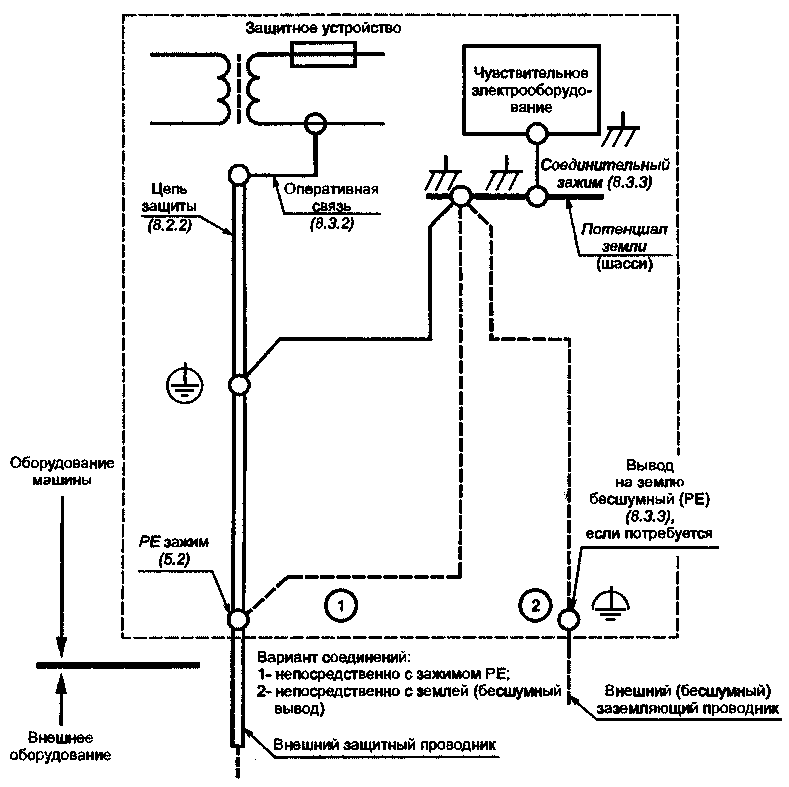 Защитное устройство
Чувствительное
электрооборудо-
вание
Соединительный
зажим (8.3.3)
Цепь
защиты
(8.2.2)
Оперативная
связь
(8.3.2)
Потенциал
земли
(шасси)
Оборудование
машины
Вывод
на землю
бесшумный (PE)
(8.3.3),
если потребуется
PE зажим
(5.2)
1
2
Вариант соединений:
1- непосредственно с зажимом PE;
2- непосредственно с землей (бесшумный
вывод)
Внешний (бесшумный)
заземляющий проводник
Внешнее
оборудование
Внешний защитный проводник